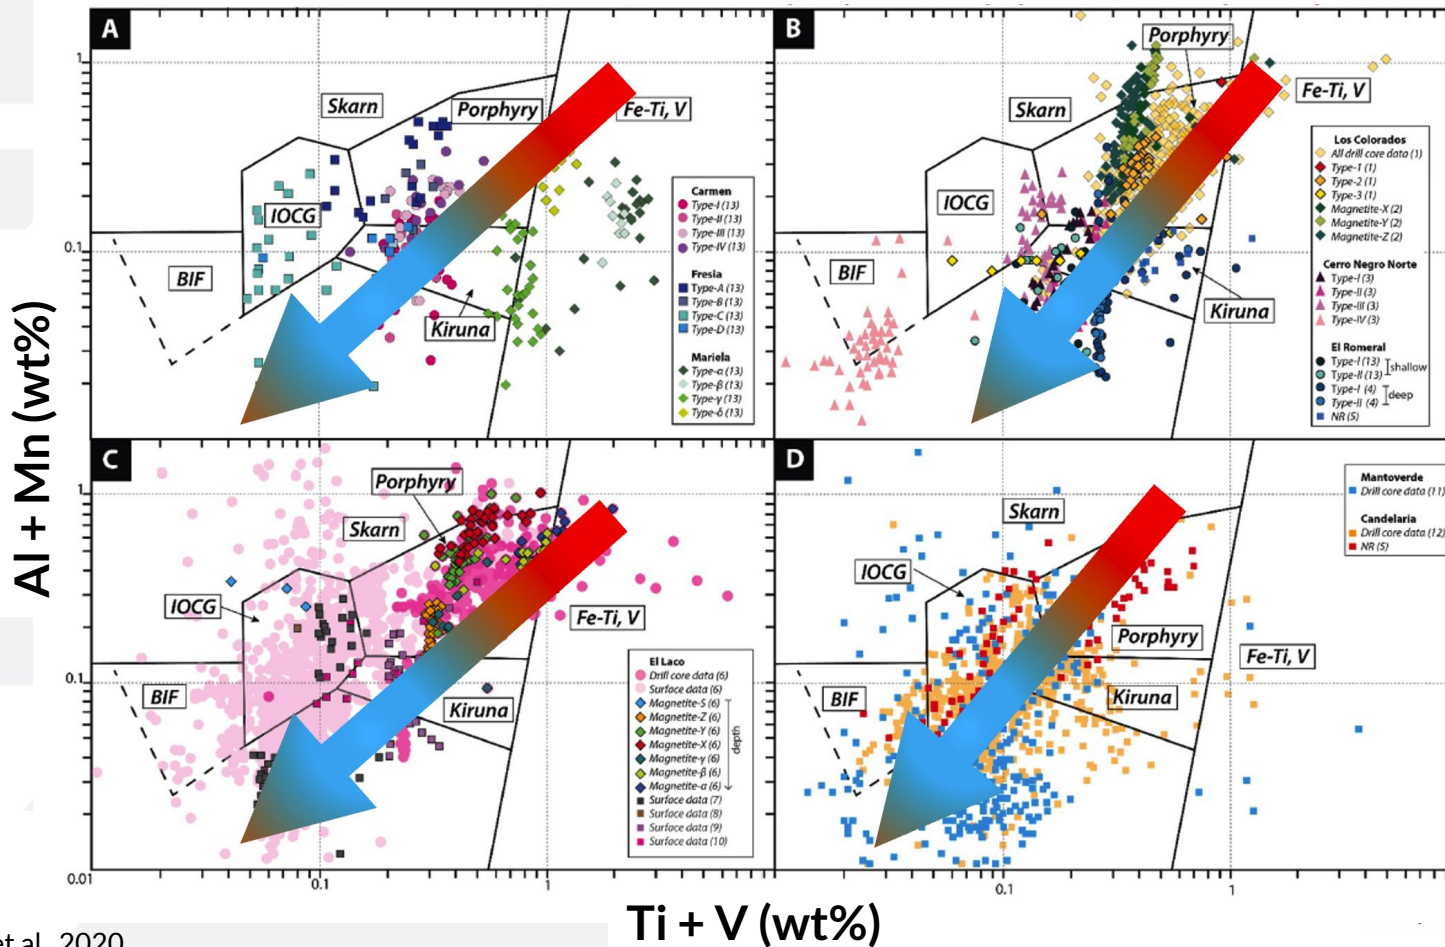 A
Skarn
Porphyry
Fe-Ti, V
IOCG
BIF
Kiruna
Carmen
Type-I (13)
Type-II (13)
Type-III (13)
Type-IV (13)
Fresia
Type-A (13)
Type-B (13)
Type-C (13)
Type-D (13)
Mariela
Type-α (13)
Type-β (13)
Type-γ (13)
Type-δ (13)
1
0.1
B
Porphyry
Skarn
Fe-Ti, V
IOCG
BIF
Kiruna
Los Colorados
All drill core data (1)
Type-1 (1)
Type-2 (1)
Type-3 (1)
Magnetite-X (2)
Magnetite-Y (2)
Magnetite-Z (2)
Cerro Negro Norte
Type-I (3)
Type-II (3)
Type-III (3)
Type-IV (3)
El Romeral
Type-I (13)
Type-II (13)
shallow
Type-I (4)
Type-II (4)
deep
NR (5)
C
Porphyry
Skarn
IOCG
Fe-Ti, V
BIF
Kiruna
El Laco
Drill core data (6)
Surface data (6)
Magnetite-S (6)
Magnetite-Z (6)
Magnetite-Y (6)
Magnetite-X (6)
Magnetite-γ (6)
Magnetite-β (6)
Magnetite-α (6)
depth
Surface data (7)
Surface data (8)
Surface data (9)
Surface data (10)
1
0.1
0.01
0.1
1
D
Skarn
IOCG
Porphyry
Fe-Ti, V
BIF
Kiruna
Mantoverde
Drill core data (11)
Candelaria
Drill core data (12)
NR (5)
0.1
1
Al + Mn (wt%)
Ti + V (wt%)
et al., 2020